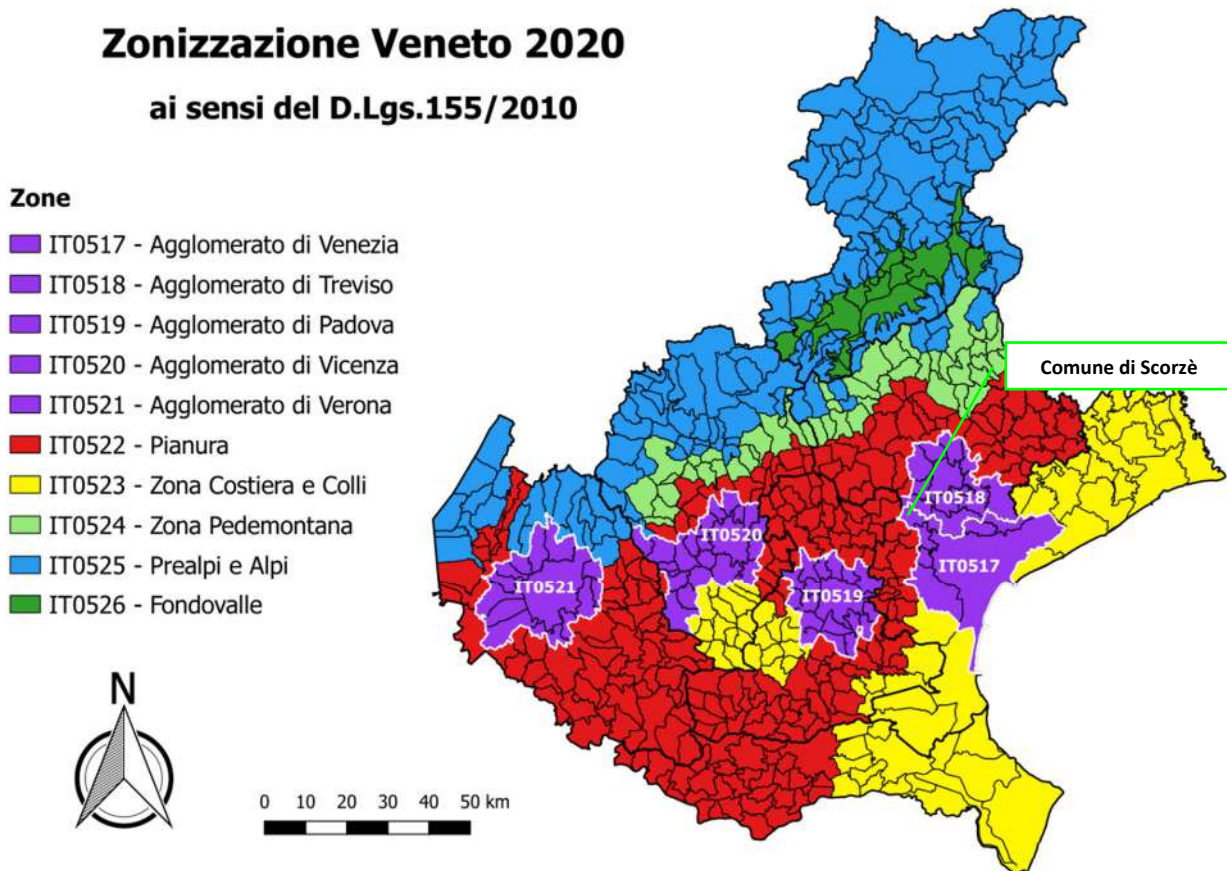 Zonizzazione Veneto 2020
ai sensi del D.Lgs.155/2010
Zone
IT0517 - Agglomerato di Venezia
IT0518 - Agglomerato di Treviso
IT0519 - Agglomerato di Padova
IT0520 - Agglomerato di Vicenza
IT0521 - Agglomerato di Verona
IT0522 - Pianura
IT0523 - Zona Costiera e Colli
IT0524 - Zona Pedemontana
IT0525 - Prealpi e Alpi
IT0526 - Fondovalle
Comune di Scorzè
IT0518
IT0520
IT0517
IT0521
IT0519
N
0 10 20 30 40 50 km